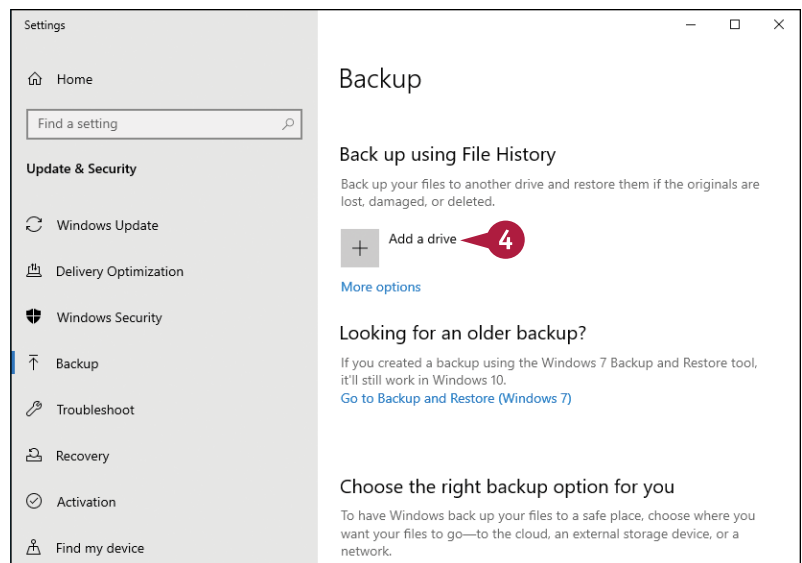 Settings
Home
Find a setting
Update & Security
Windows Update
Delivery Optimization
Windows Security
Backup
Troubleshoot
Recovery
Activation
Find my device
Backup
Back up using File History
Back up your files to another drive and restore them if the originals are
lost, damaged, or deleted.
Add a drive
4
More options
Looking for an older backup?
If you created a backup using the Windows 7 Backup and Restore tool,
it'll still work in Windows 10.
Go to Backup and Restore (Windows 7)
Choose the right backup option for you
To have Windows back up your files to a safe place, choose where you
want your files to go—to the cloud, an external storage device, or a
network.